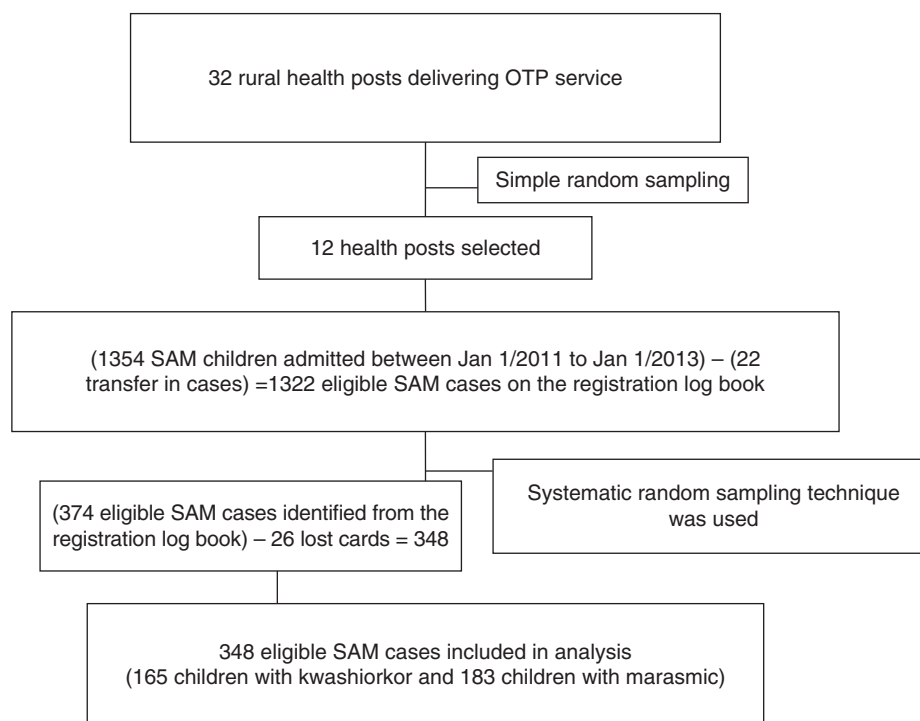 32 rural health posts delivering OTP service
Simple random sampling
12 health posts selected
(1354 SAM children admitted between Jan 1/2011 to Jan 1/2013) – (22
transfer in cases) =1322 eligible SAM cases on the registration log book
Systematic random sampling technique
was used
(374 eligible SAM cases identified from the
registration log book) – 26 lost cards = 348
348 eligible SAM cases included in analysis
(165 children with kwashiorkor and 183 children with marasmic)